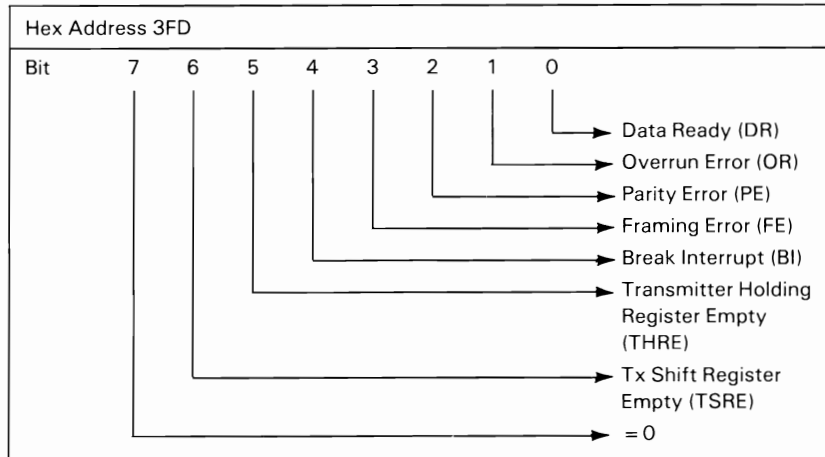 Hex Address 3FD
Bit 7 6 5 4 3 2 1 0
Data Ready (DR)
Overrun Error (OR)
Parity Error (PE)
Framing Error (FE)
Break Interrupt (BI)
Transmitter Holding
Register Empty
(THRE)
Tx Shift Register
Empty (TSRE)
= 0